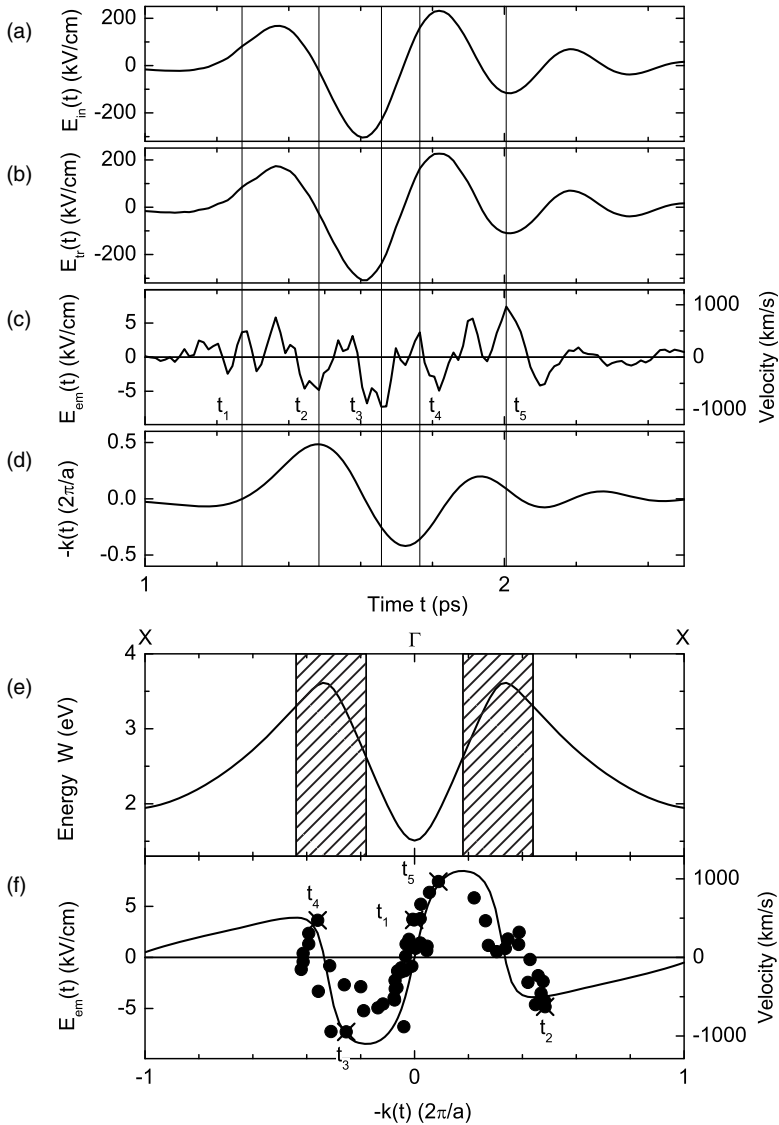 (a)
E_in(t) (kV/cm)
200
0
-200
(b)
E_tr(t) (kV/cm)
200
0
-200
(c)
E_em(t) (kV/cm)
5
0
-5
1000
0
-1000
Velocity (km/s)
t_1 t_2 t_3 t_4 t_5
(d)
-k(t) (2π/a)
0.5
0.0
-0.5
1 2
Time t (ps)
X Γ X
(e)
Energy W (eV)
4
3
2
(f)
E_em(t) (kV/cm)
5
0
-5
1000
0
-1000
Velocity (km/s)
t_5
t_4
t_1
t_2
t_3
-1 0 1
-k(t) (2π/a)